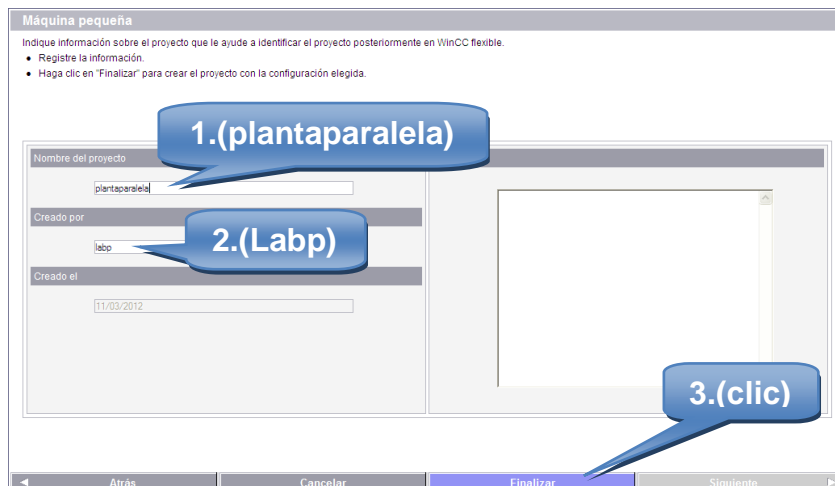 Máquina pequeña
Indique información sobre el proyecto que le ayude a identificar el proyecto posteriormente en WinCC flexible.
• Registre la información.
• Haga clic en "Finalizar" para crear el proyecto con la configuración elegida.
1.(plantaparalela)
Nombre del proyecto
plantaparalela
Creado por
labp
2.(Labp)
Creado el
11/03/2012
3.(clic)
Atrás
Cancelar
Finalizar
Siguiente